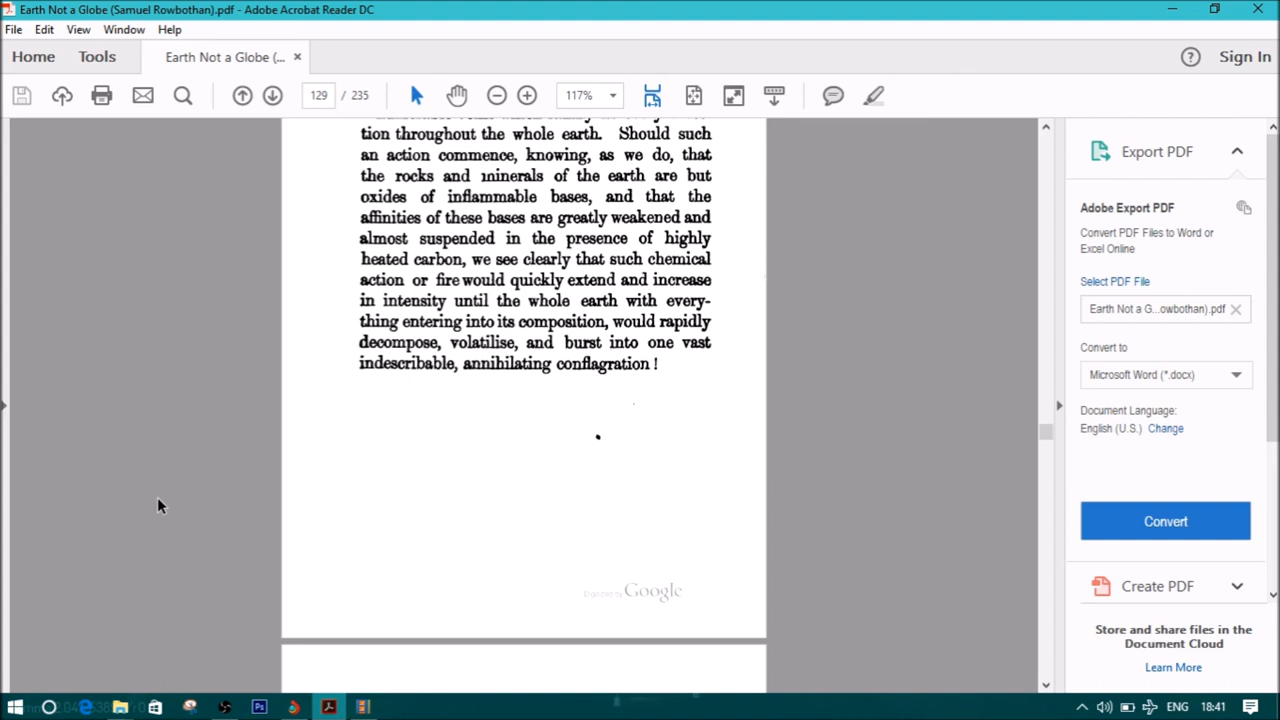 Earth Not a Globe (Samuel Rowbothan).pdf - Adobe Acrobat Reader DC
File Edit View Window Help
Home Tools Earth Not a Globe (... × Sign In
129 / 235 117%
tion throughout the whole earth. Should such
an action commence, knowing, as we do, that
the rocks and minerals of the earth are but
oxides of inflammable bases, and that the
affinities of these bases are greatly weakened and
almost suspended in the presence of highly
heated carbon, we see clearly that such chemical
action or fire would quickly extend and increase
in intensity until the whole earth with every-
thing entering into its composition, would rapidly
decompose, volatilise, and burst into one vast
indescribable, annihilating conflagration !
Digitized by Google
Export PDF
Adobe Export PDF
Convert PDF Files to Word or
Excel Online
Select PDF File
Earth Not a G...owbothan).pdf
Convert to
Microsoft Word (*.docx)
Document Language:
English (U.S.) Change
Convert
Create PDF
Store and share files in the
Document Cloud
Learn More
Ps
ENG 18:41